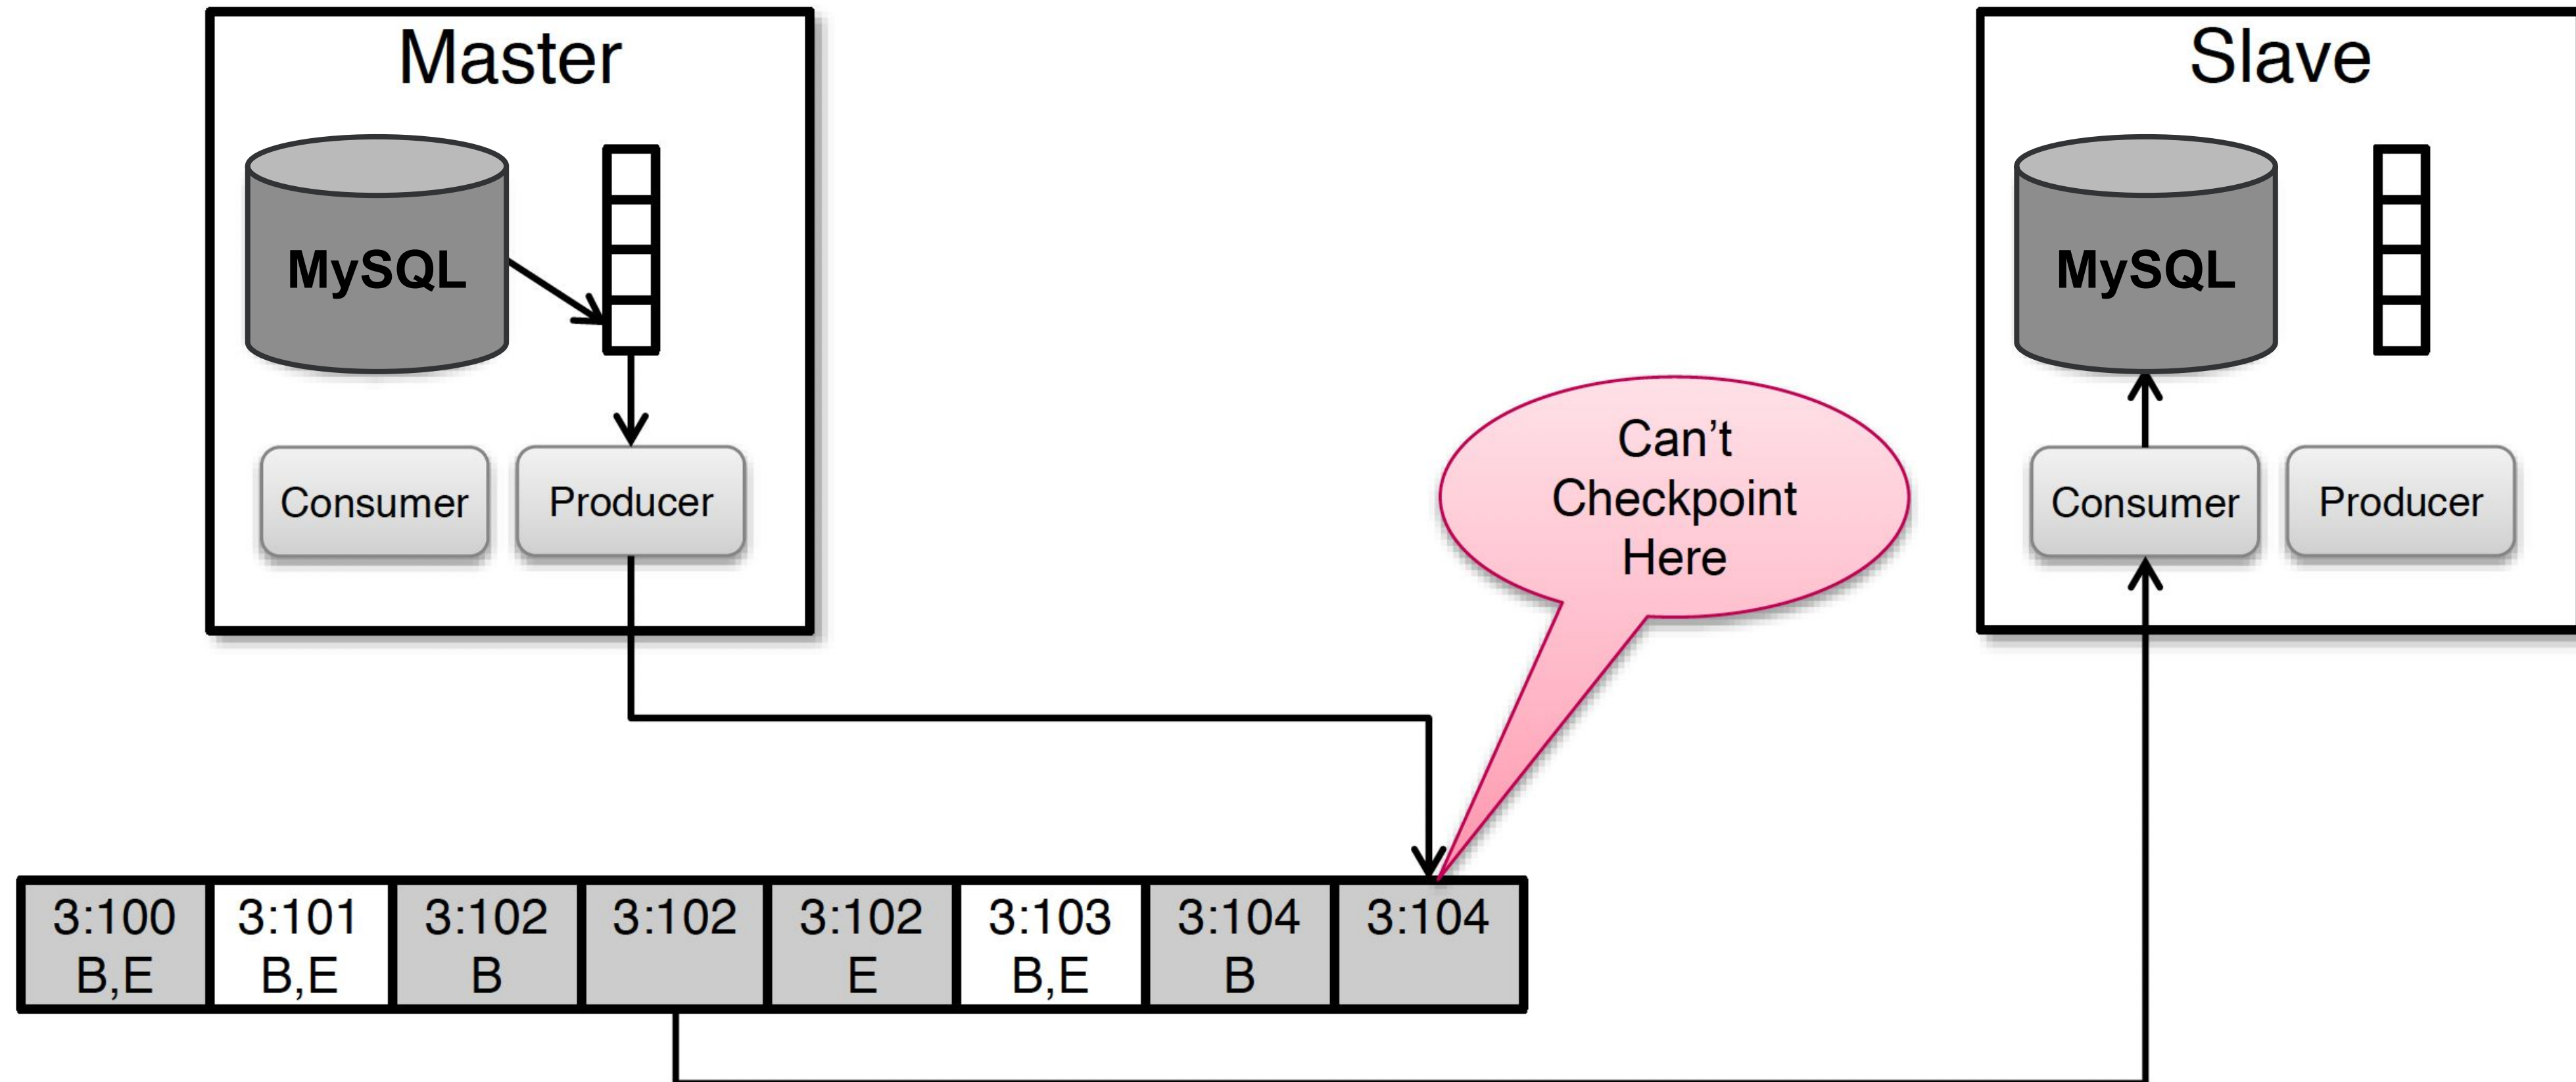 Master
MySQL
Consumer
Producer
Slave
MySQL
Consumer
Producer
Can't
Checkpoint
Here
3:100
B,E
3:101
B,E
3:102
B
3:102
3:102
E
3:103
B,E
3:104
B
3:104